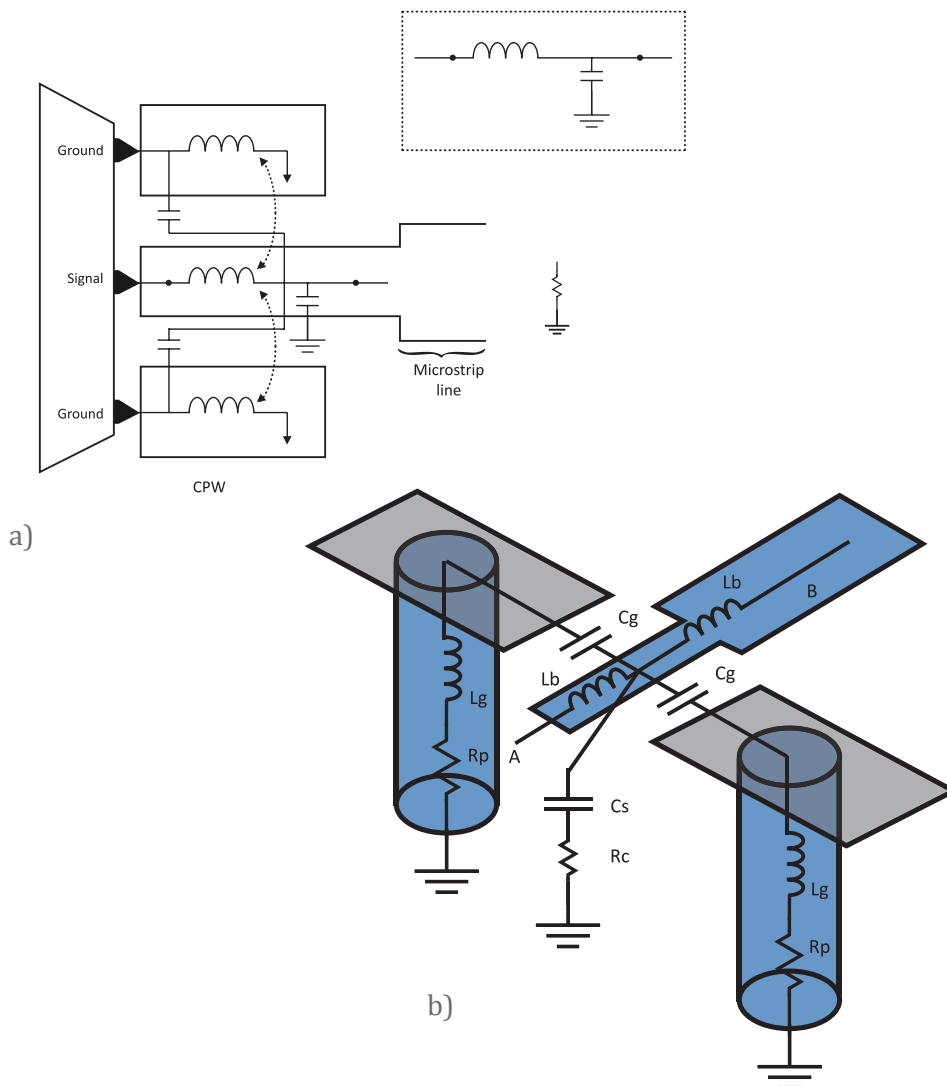 Ground
Signal
Ground
Microstrip
line
CPW
a)
Lb
B
Cg
Lb
Cg
Lg
Rp
A
Cs
Rc
Lg
Rp
b)